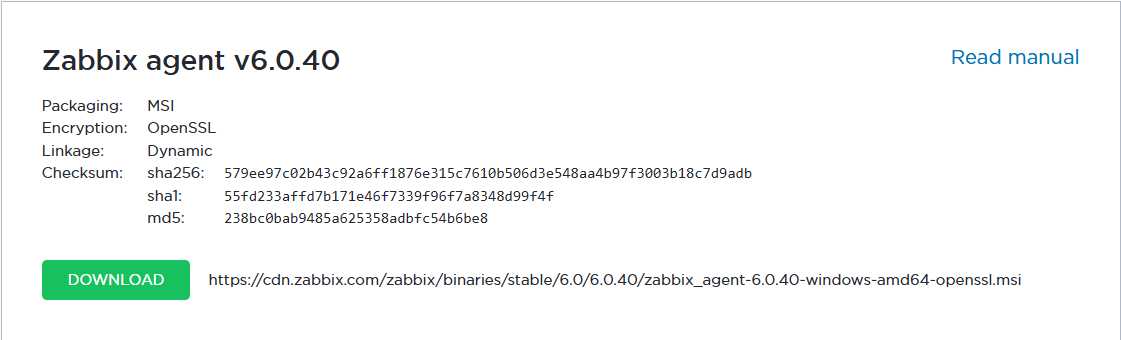 Zabbix agent v6.0.40
Read manual
Packaging: MSI
Encryption: OpenSSL
Linkage: Dynamic
Checksum: sha256: 579ee97c02b43c92a6ff1876e315c7610b506d3e548aa4b97f3003b18c7d9adb
sha1: 55fd233affd7b171e46f7339f96f7a8348d99f4f
md5: 238bc0bab9485a625358adbfc54b6be8
DOWNLOAD https://cdn.zabbix.com/zabbix/binaries/stable/6.0/6.0.40/zabbix_agent-6.0.40-windows-amd64-openssl.msi